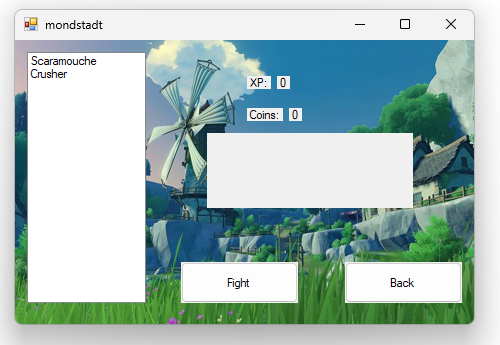 mondstadt
Scaramouche
Crusher
XP: 0
Coins: 0
Fight
Back